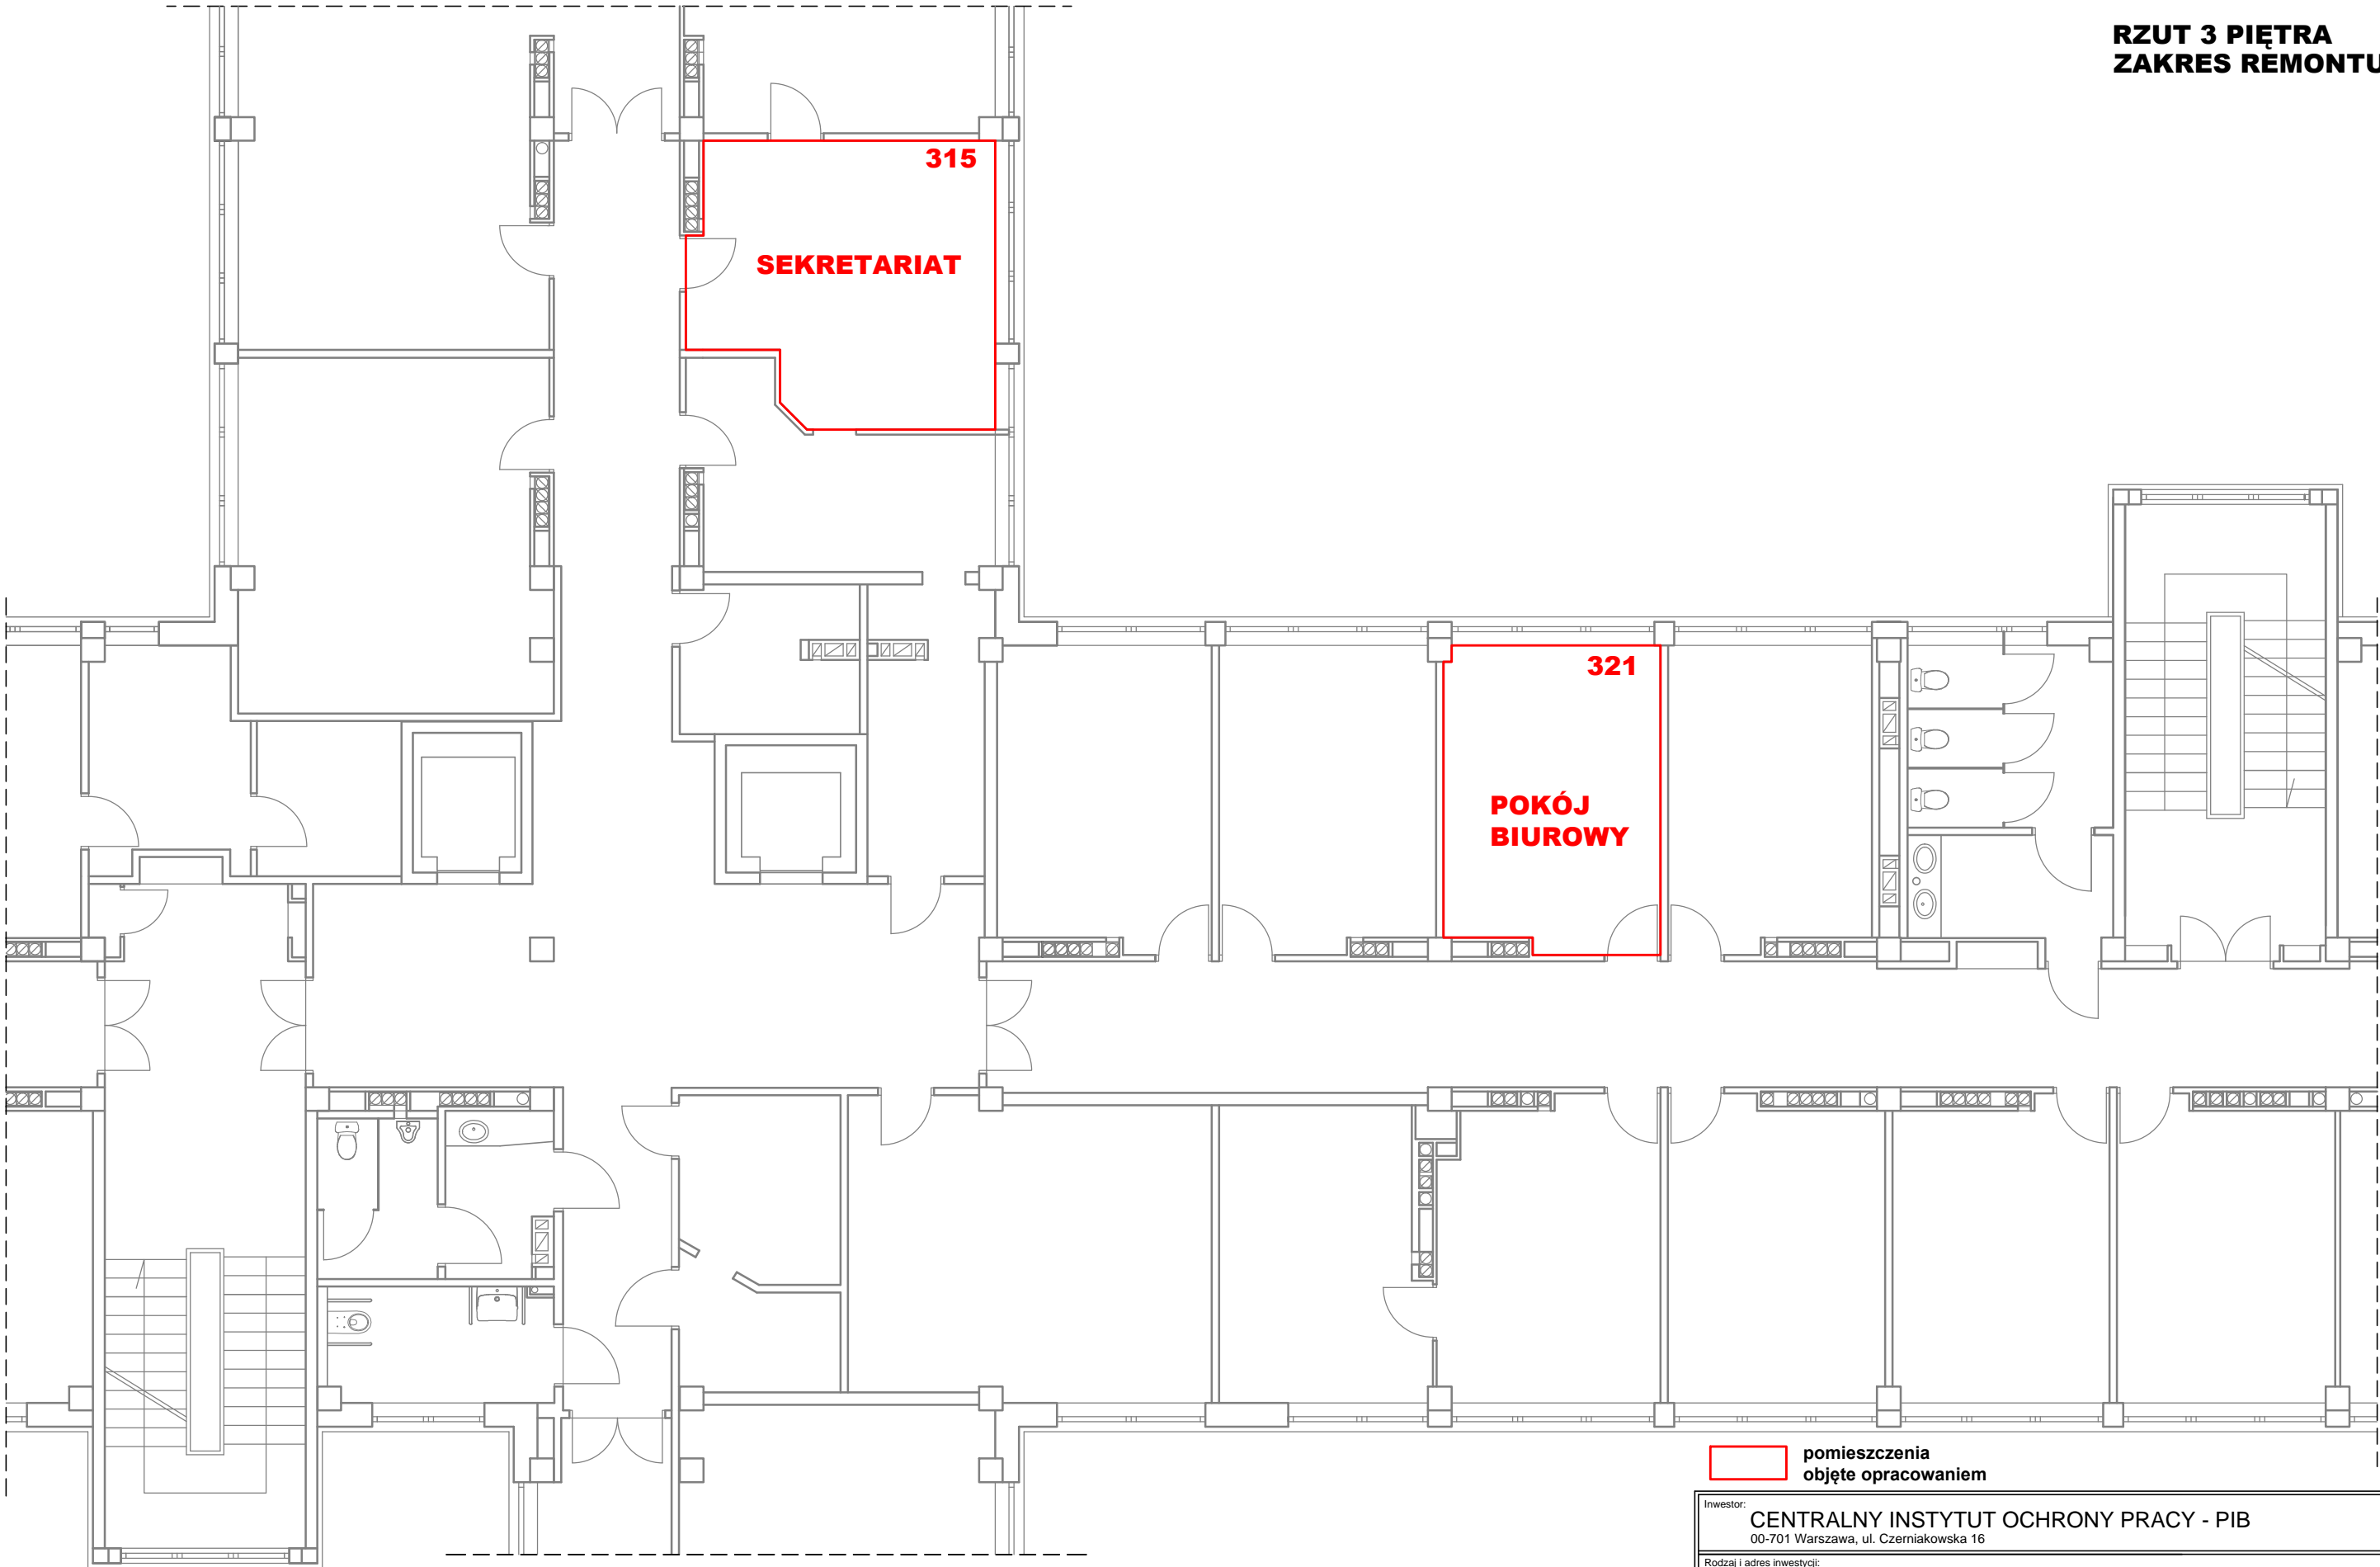 RZUT 3 PIĘTRA
ZAKRES REMONTU
315
SEKRETARIAT
321
POKÓJ
BIUROWY
pomieszczenia
objęte opracowaniem
Inwestor:
CENTRALNY INSTYTUT OCHRONY PRACY - PIB
00-701 Warszawa, ul. Czerniakowska 16
Rodzaj i adres inwestycji: